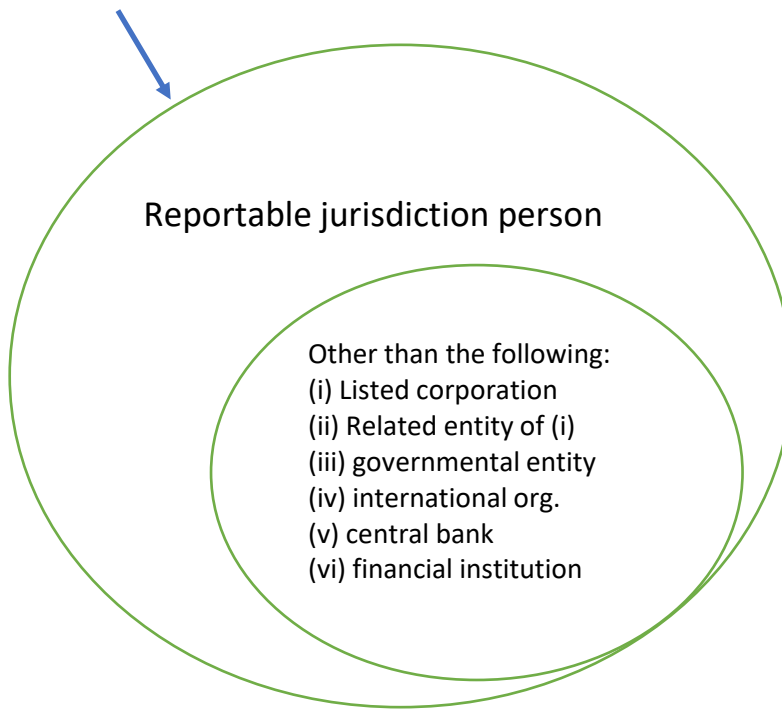 Reportable jurisdiction person
Other than the following:
(i) Listed corporation
(ii) Related entity of (i)
(iii) governmental entity
(iv) international org.
(v) central bank
(vi) financial institution